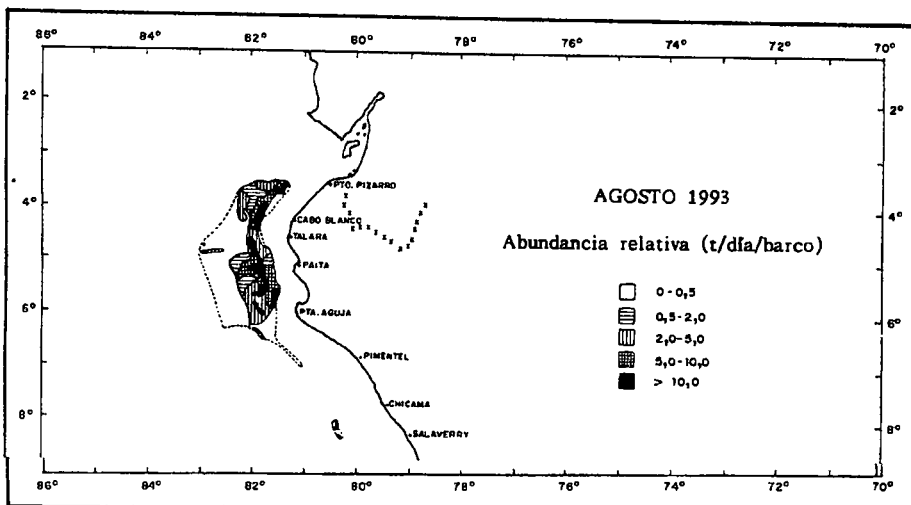 86° 84° 82° 80° 78° 76° 74° 72° 70°
2° 2°
PTO. PIZARRO
4° 4°
CABO BLANCO
TALARA
PAITA
6° 6°
PTA. AGUJA
PIMENTEL
CHICAMA
8° 8°
SALAVERRY
AGOSTO 1993
Abundancia relativa (t/día/barco)
0-0,5
0,5-2,0
2,0-5,0
5,0-10,0
> 10,0
86° 84° 82° 80° 78° 76° 74° 72° 70°